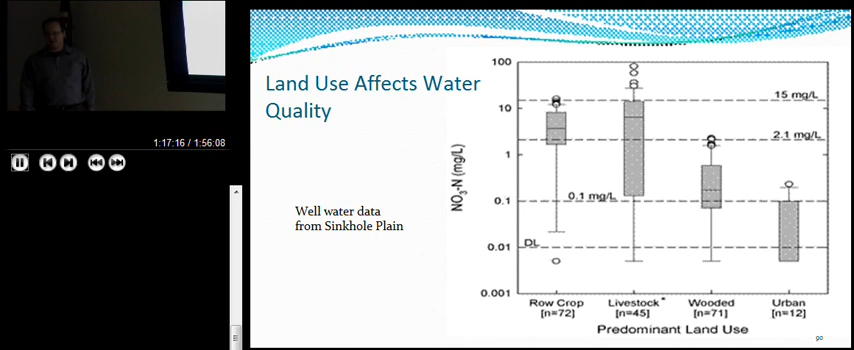 1:17:16 / 1:56:08
Land Use Affects Water
Quality
Well water data
from Sinkhole Plain
NO3-N (mg/L)
100
10
1
0.1
0.01
0.001
15 mg/L
2.1 mg/L
0.1 mg/L
DL
Row Crop Livestock* Wooded Urban
[n=72] [n=45] [n=71] [n=12]
Predominant Land Use
90